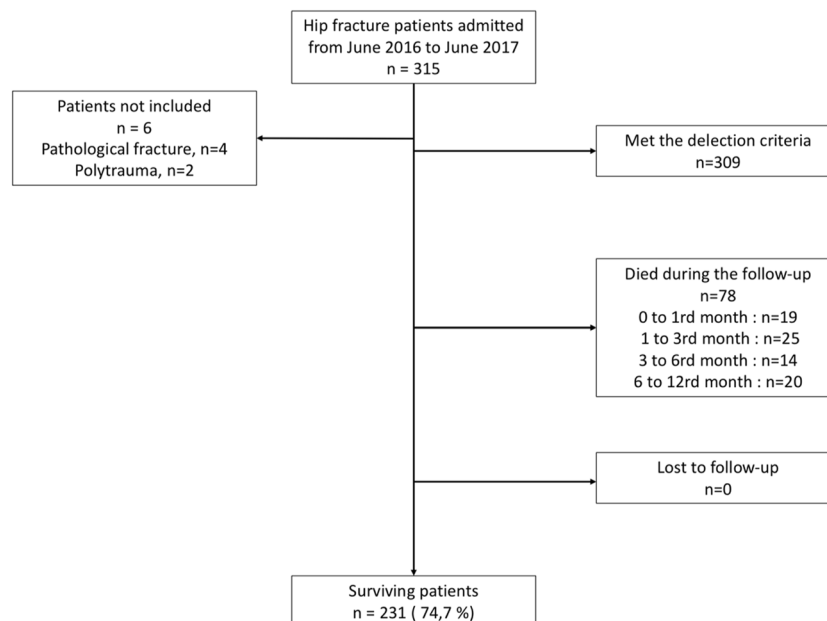 Hip fracture patients admitted
from June 2016 to June 2017
n = 315
Patients not included
n = 6
Pathological fracture, n=4
Polytrauma, n=2
Met the delection criteria
n=309
Died during the follow-up
n=78
0 to 1rd month : n=19
1 to 3rd month : n=25
3 to 6rd month : n=14
6 to 12rd month : n=20
Lost to follow-up
n=0
Surviving patients
n = 231 ( 74,7 %)